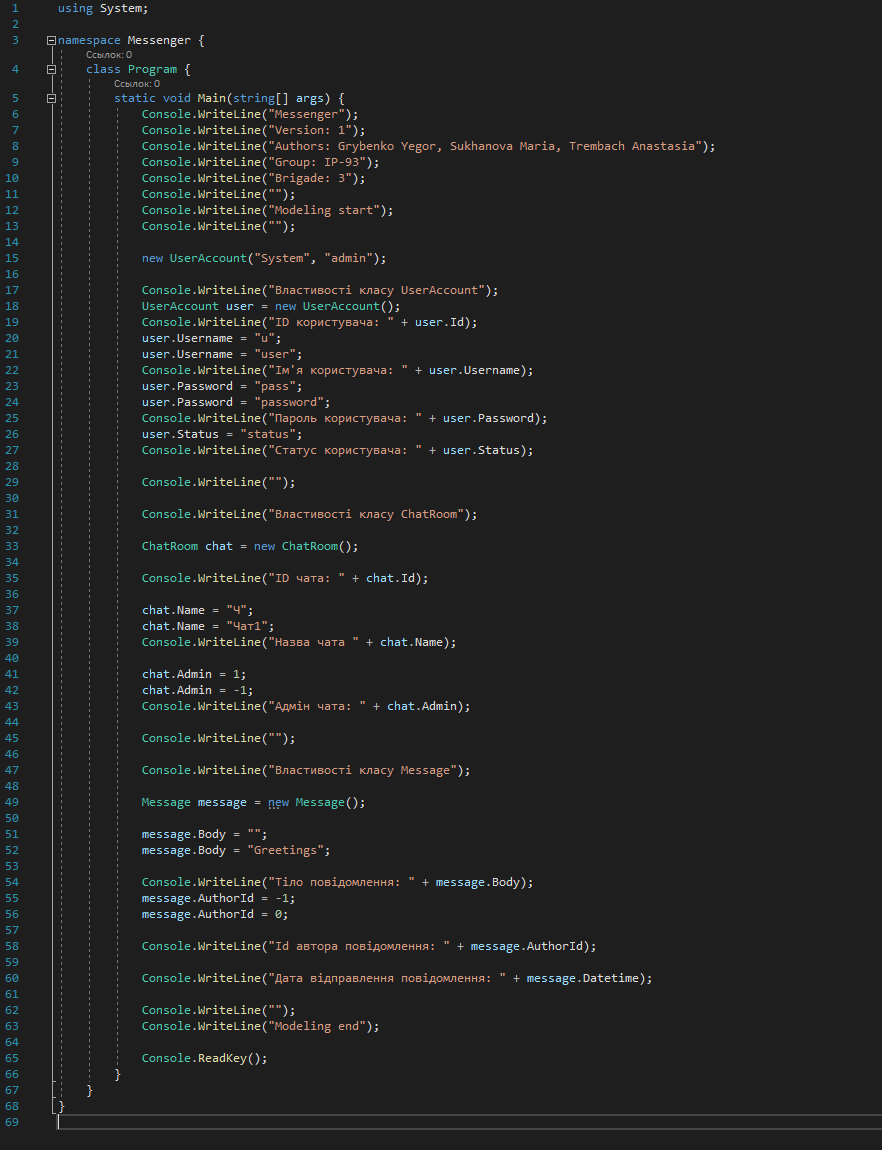 1 using System;
2
3 namespace Messenger {
Ссылок: 0
4 class Program {
Ссылок: 0
5 static void Main(string[] args) {
6 Console.WriteLine("Messenger");
7 Console.WriteLine("Version: 1");
8 Console.WriteLine("Authors: Grybenko Yegor, Sukhanova Maria, Trembach Anastasia");
9 Console.WriteLine("Group: IP-93");
10 Console.WriteLine("Brigade: 3");
11 Console.WriteLine("");
12 Console.WriteLine("Modeling start");
13 Console.WriteLine("");
14
15 new UserAccount("System", "admin");
16
17 Console.WriteLine("Властивості класу UserAccount");
18 UserAccount user = new UserAccount();
19 Console.WriteLine("ID користувача: " + user.Id);
20 user.Username = "u";
21 user.Username = "user";
22 Console.WriteLine("Ім'я користувача: " + user.Username);
23 user.Password = "pass";
24 user.Password = "password";
25 Console.WriteLine("Пароль користувача: " + user.Password);
26 user.Status = "status";
27 Console.WriteLine("Статус користувача: " + user.Status);
28
29 Console.WriteLine("");
30
31 Console.WriteLine("Властивості класу ChatRoom");
32
33 ChatRoom chat = new ChatRoom();
34
35 Console.WriteLine("ID чата: " + chat.Id);
36
37 chat.Name = "Ч";
38 chat.Name = "Чат1";
39 Console.WriteLine("Назва чата " + chat.Name);
40
41 chat.Admin = 1;
42 chat.Admin = -1;
43 Console.WriteLine("Адмін чата: " + chat.Admin);
44
45 Console.WriteLine("");
46
47 Console.WriteLine("Властивості класу Message");
48
49 Message message = new Message();
50
51 message.Body = "";
52 message.Body = "Greetings";
53
54 Console.WriteLine("Тіло повідомлення: " + message.Body);
55 message.AuthorId = -1;
56 message.AuthorId = 0;
57
58 Console.WriteLine("Id автора повідомлення: " + message.AuthorId);
59
60 Console.WriteLine("Дата відправлення повідомлення: " + message.Datetime);
61
62 Console.WriteLine("");
63 Console.WriteLine("Modeling end");
64
65 Console.ReadKey();
66 }
67 }
68 }
69